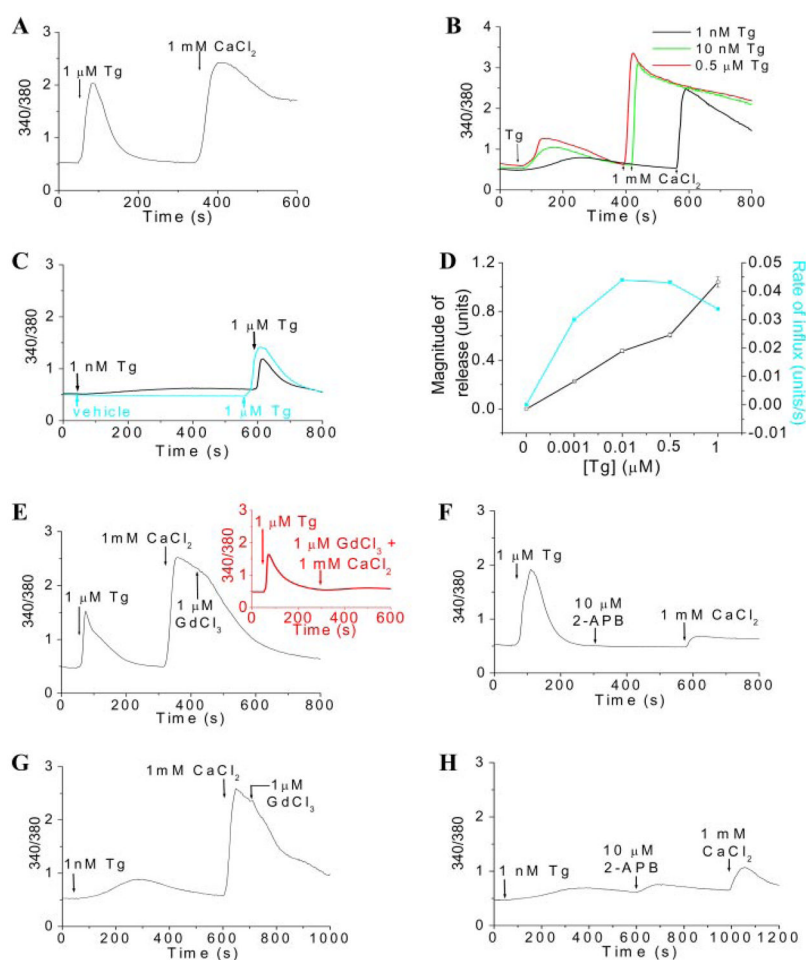 A
3
1 mM CaCl2
1 µM Tg
2
340/380
1
0
0 200 400 600
Time (s)
B
4
1 nM Tg
10 nM Tg
0.5 µM Tg
3
340/380
2
Tg
1
1 mM CaCl2
0
0 200 400 600 800
Time (s)
C
3
2
1 µM Tg
340/380
1 nM Tg
1
vehicle
1 µM Tg
0
0 200 400 600 800
Time (s)
D
1.2
0.8
0.4
0.0
Magnitude of
release (units)
0.05
0.04
0.03
0.02
0.01
0.00
-0.01
Rate of influx (units/s)
0 0.001 0.01 0.5 1
[Tg] (µM)
E
3
1mM CaCl2
2
1 µM Tg
340/380
1
1 µM
GdCl3
0
0 200 400 600 800
Time (s)
3
1 µM Tg
2
1 µM GdCl3 +
1 mM CaCl2
340/380
1
0
0 200 400 600
Time (s)
F
3
1 µM Tg
2
10 µM
2-APB
1 mM CaCl2
340/380
1
0
0 200 400 600 800
Time (s)
G
3
1mM CaCl2
1µM
GdCl3
2
340/380
1nM Tg
1
0
0 200 400 600 800 1000
Time (s)
H
3
2
340/380
1 mM
CaCl2
10 µM
2-APB
1 nM Tg
1
0
0 200 400 600 800 1000 1200
Time (s)